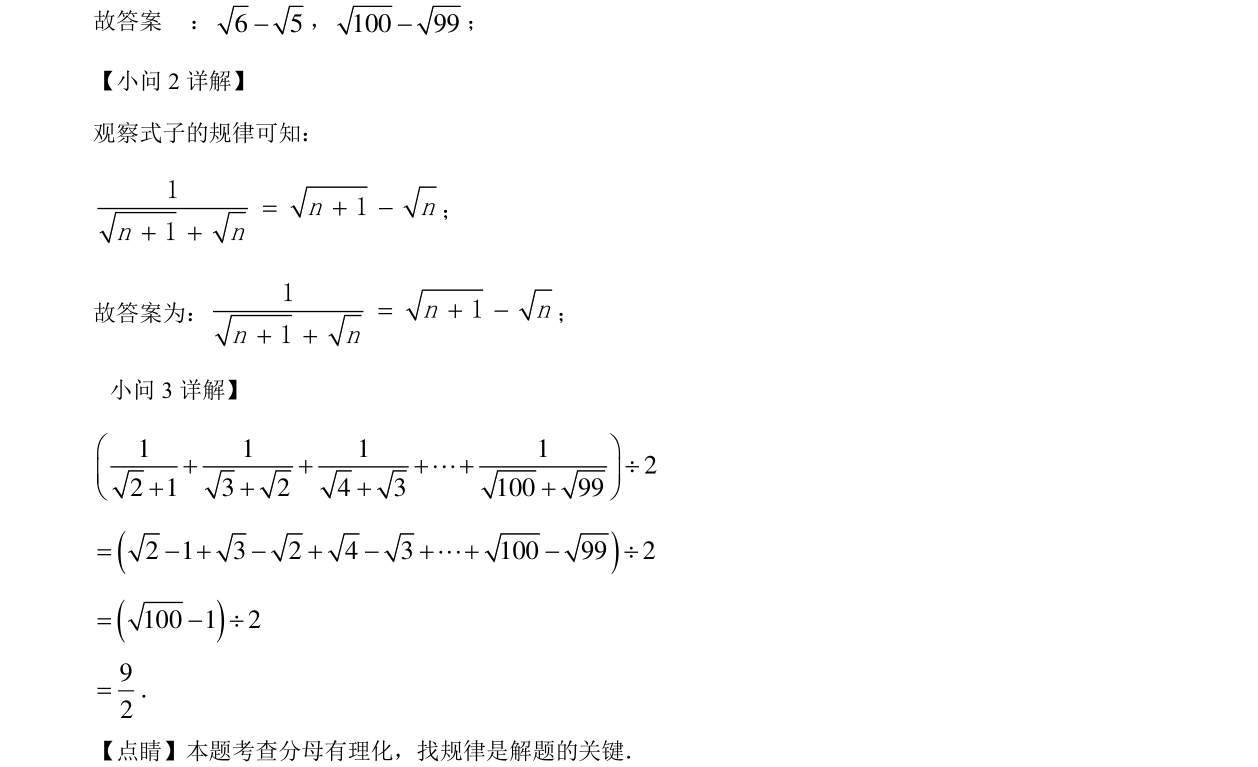 故答案 : √6−√5，√100−√99；
【小问 2 详解】
观察式子的规律可知：
1/(√(n + 1) + √n) = √(n + 1) − √n；
故答案为：1/(√(n + 1) + √n) = √(n + 1) − √n；
小问 3 详解】
(1/(√2+1)+1/(√3+√2)+1/(√4+√3)+⋯+1/(√100+√99))÷2
=(√2−1+√3−√2+√4−√3+⋯+√100−√99)÷2
=(√100−1)÷2
=9/2．
【点睛】本题考查分母有理化，找规律是解题的关键．